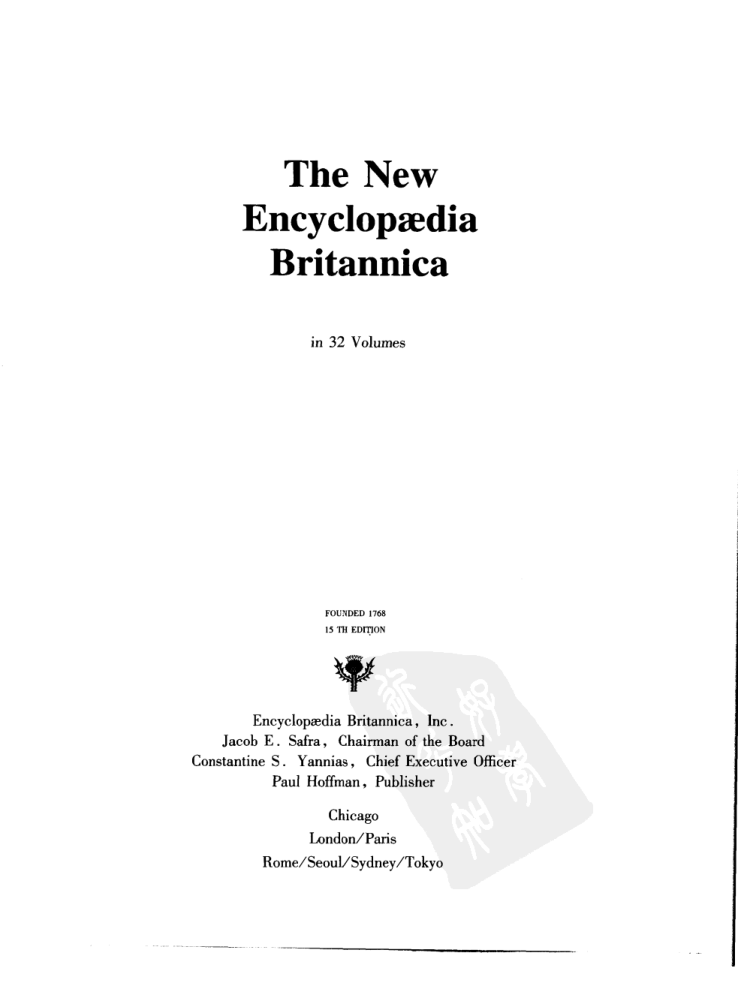 The New
Encyclopædia
Britannica
in 32 Volumes
FOUNDED 1768
15 TH EDITION
Encyclopædia Britannica, Inc.
Jacob E. Safra, Chairman of the Board
Constantine S. Yannias, Chief Executive Officer
Paul Hoffman, Publisher
Chicago
London/Paris
Rome/Seoul/Sydney/Tokyo